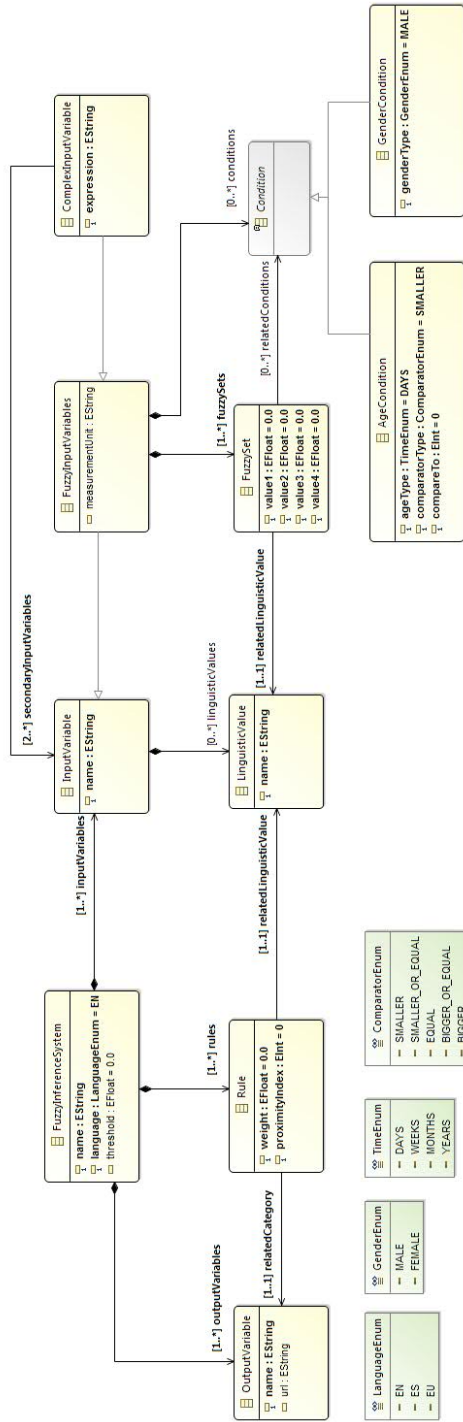 FuzzyInferenceSystem
name : EString
language : LanguageEnum = EN
threshold : EFloat = 0.0
[1..*] inputVariables
InputVariable
name : EString
[2..*] secondaryInputVariables
FuzzyInputVariables
measurementUnit : EString
ComplexInputVariable
expression : EString
[1..*] outputVariables
[1..*] rules
[0..*] linguisticValues
[1..*] fuzzySets
[0..*] conditions
OutputVariable
name : EString
url : EString
[1..1] relatedCategory
Rule
weight : EFloat = 0.0
proximityIndex : EInt = 0
[1..1] relatedLinguisticValue
LinguisticValue
name : EString
[1..1] relatedLinguisticValue
FuzzySet
value1 : EFloat = 0.0
value2 : EFloat = 0.0
value3 : EFloat = 0.0
value4 : EFloat = 0.0
[0..*] relatedConditions
Condition
LanguageEnum
EN
ES
EU
GenderEnum
MALE
FEMALE
TimeEnum
DAYS
WEEKS
MONTHS
YEARS
ComparatorEnum
SMALLER
SMALLER_OR_EQUAL
EQUAL
BIGGER_OR_EQUAL
BIGGER
AgeCondition
ageType : TimeEnum = DAYS
comparatorType : ComparatorEnum = SMALLER
compareTo : EInt = 0
GenderCondition
genderType : GenderEnum = MALE